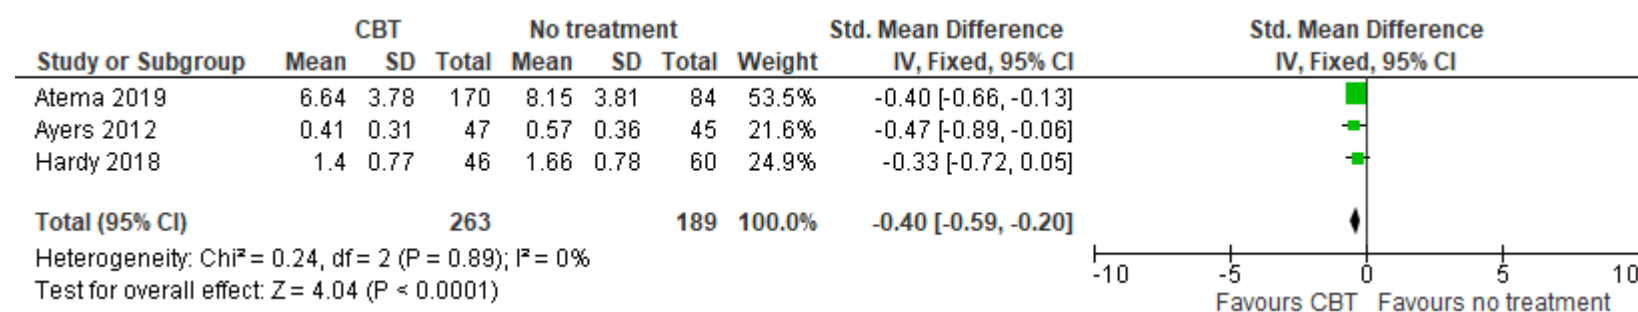 CBT No treatment Std. Mean Difference Std. Mean Difference
Study or Subgroup Mean SD Total Mean SD Total Weight IV, Fixed, 95% CI IV, Fixed, 95% CI
Atema 2019 6.64 3.78 170 8.15 3.81 84 53.5% -0.40 [-0.66, -0.13]
Ayers 2012 0.41 0.31 47 0.57 0.36 45 21.6% -0.47 [-0.89, -0.06]
Hardy 2018 1.4 0.77 46 1.66 0.78 60 24.9% -0.33 [-0.72, 0.05]
Total (95% CI) 263 189 100.0% -0.40 [-0.59, -0.20]
Heterogeneity: Chi² = 0.24, df = 2 (P = 0.89); I² = 0%
Test for overall effect: Z = 4.04 (P < 0.0001)
-10 -5 0 5 10
Favours CBT Favours no treatment